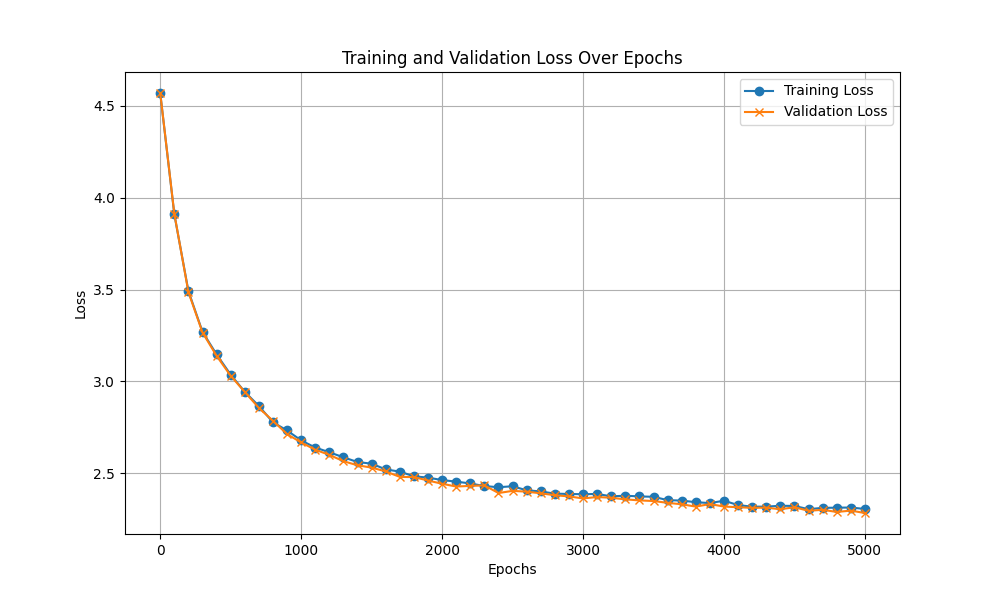 Training and Validation Loss Over Epochs
Training Loss
Validation Loss
4.5
4.0
3.5
3.0
2.5
Loss
0 1000 2000 3000 4000 5000
Epochs